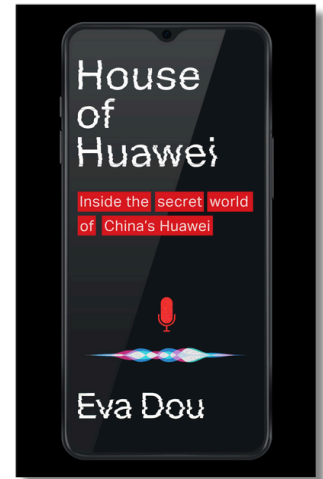 House
of
Huawei
Inside the secret world
of China's Huawei
Eva Dou